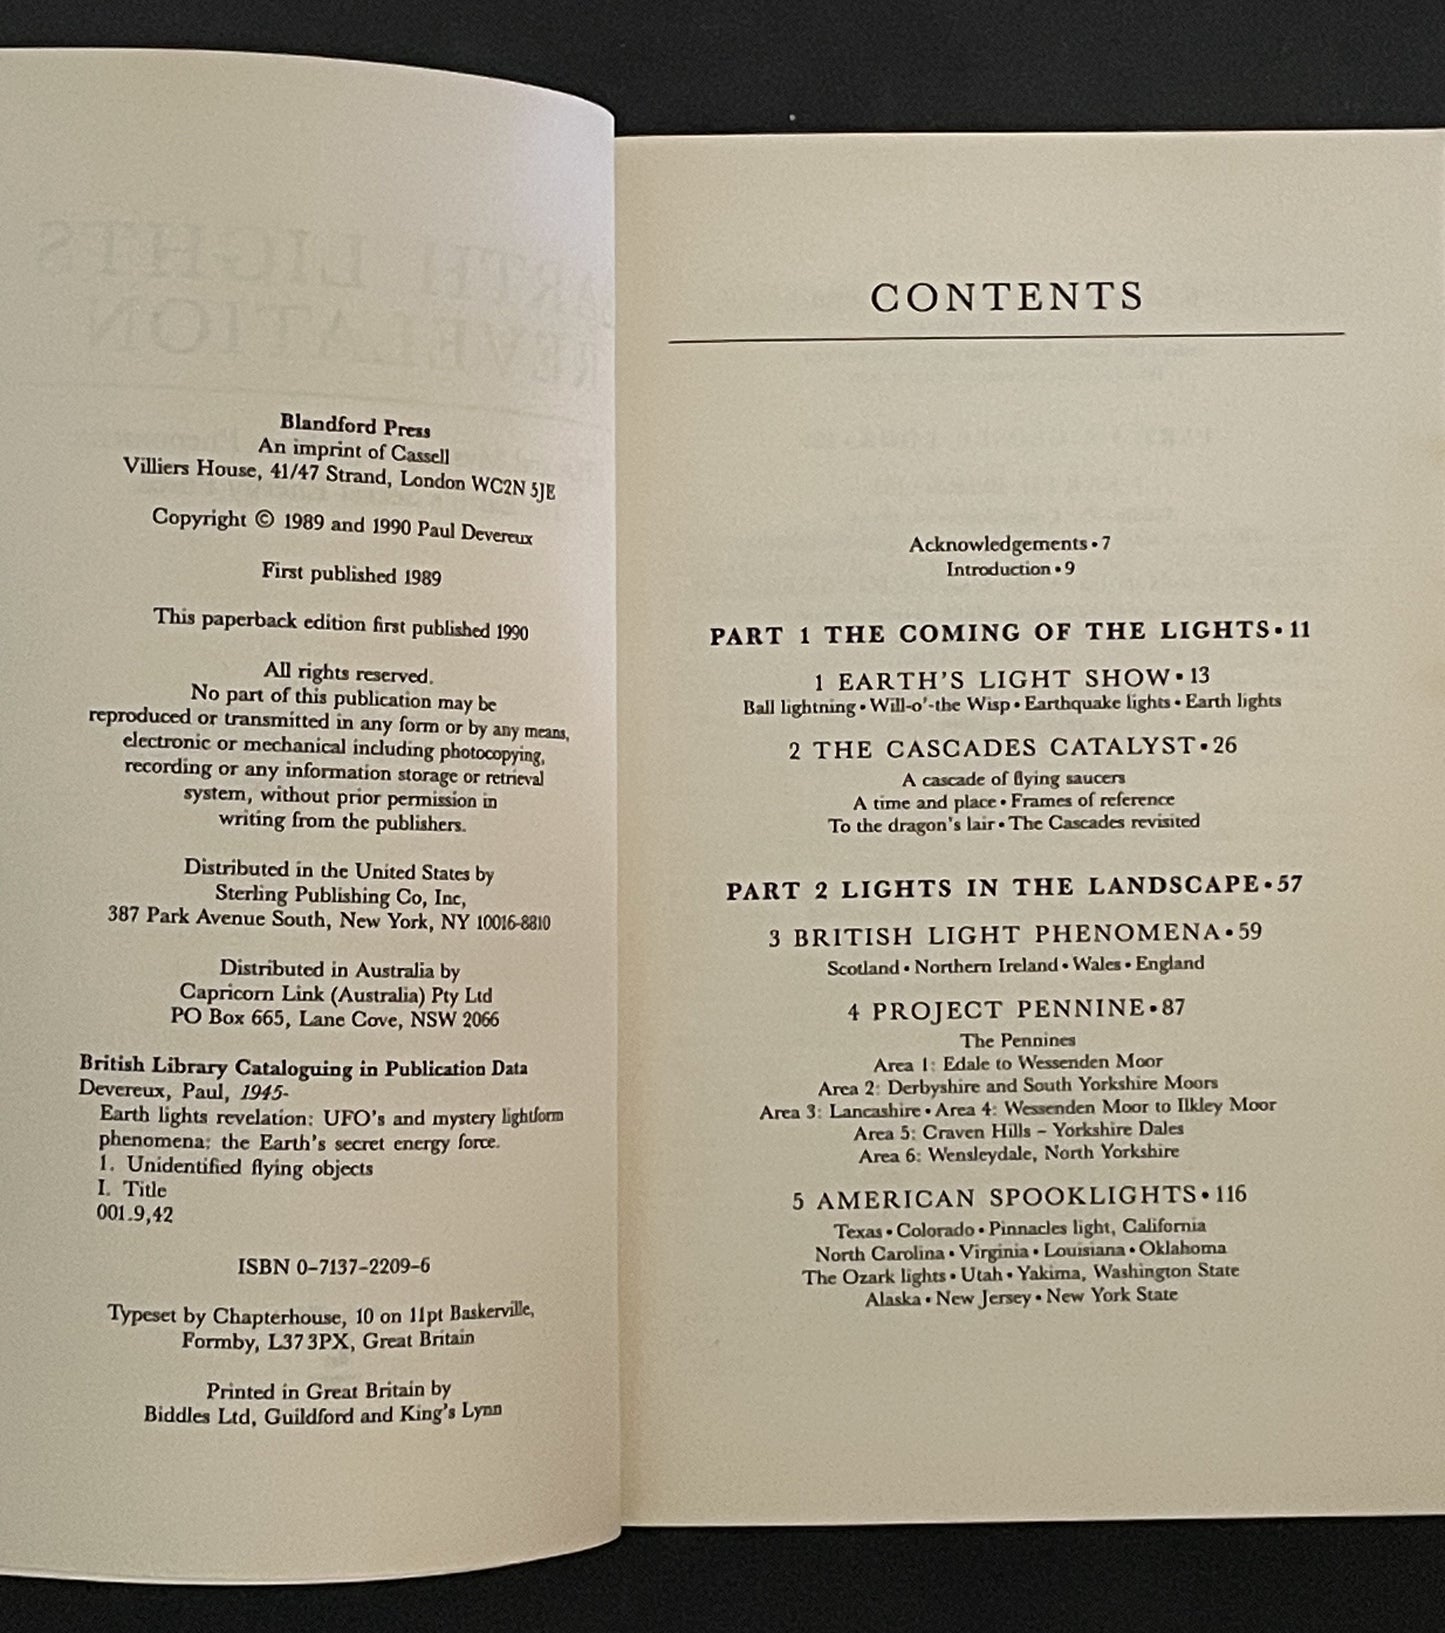 Blandford Press
An imprint of Cassell
Villiers House, 41/47 Strand, London WC2N 5JE
Copyright © 1989 and 1990 Paul Devereux
First published 1989
This paperback edition first published 1990
All rights reserved.
No part of this publication may be
reproduced or transmitted in any form or by any means,
electronic or mechanical including photocopying,
recording or any information storage or retrieval
system, without prior permission in
writing from the publishers.
Distributed in the United States by
Sterling Publishing Co, Inc,
387 Park Avenue South, New York, NY 10016-8810
Distributed in Australia by
Capricorn Link (Australia) Pty Ltd
PO Box 665, Lane Cove, NSW 2066
British Library Cataloguing in Publication Data
Devereux, Paul, 1945-
Earth lights revelation: UFO's and mystery lightform
phenomena: the Earth's secret energy force.
1. Unidentified flying objects
I. Title
001.9,42
ISBN 0-7137-2209-6
Typeset by Chapterhouse, 10 on 11pt Baskerville,
Formby, L37 3PX, Great Britain
Printed in Great Britain by
Biddles Ltd, Guildford and King's Lynn
CONTENTS
Acknowledgements • 7
Introduction • 9
PART 1 THE COMING OF THE LIGHTS • 11
1 EARTH'S LIGHT SHOW • 13
Ball lightning • Will-o'-the Wisp • Earthquake lights • Earth lights
2 THE CASCADES CATALYST • 26
A cascade of flying saucers
A time and place • Frames of reference
To the dragon's lair • The Cascades revisited
PART 2 LIGHTS IN THE LANDSCAPE • 57
3 BRITISH LIGHT PHENOMENA • 59
Scotland • Northern Ireland • Wales • England
4 PROJECT PENNINE • 87
The Pennines
Area 1: Edale to Wessenden Moor
Area 2: Derbyshire and South Yorkshire Moors
Area 3: Lancashire • Area 4: Wessenden Moor to Ilkley Moor
Area 5: Craven Hills – Yorkshire Dales
Area 6: Wensleydale, North Yorkshire
5 AMERICAN SPOOKLIGHTS • 116
Texas • Colorado • Pinnacles light, California
North Carolina • Virginia • Louisiana • Oklahoma
The Ozark lights • Utah • Yakima, Washington State
Alaska • New Jersey • New York State